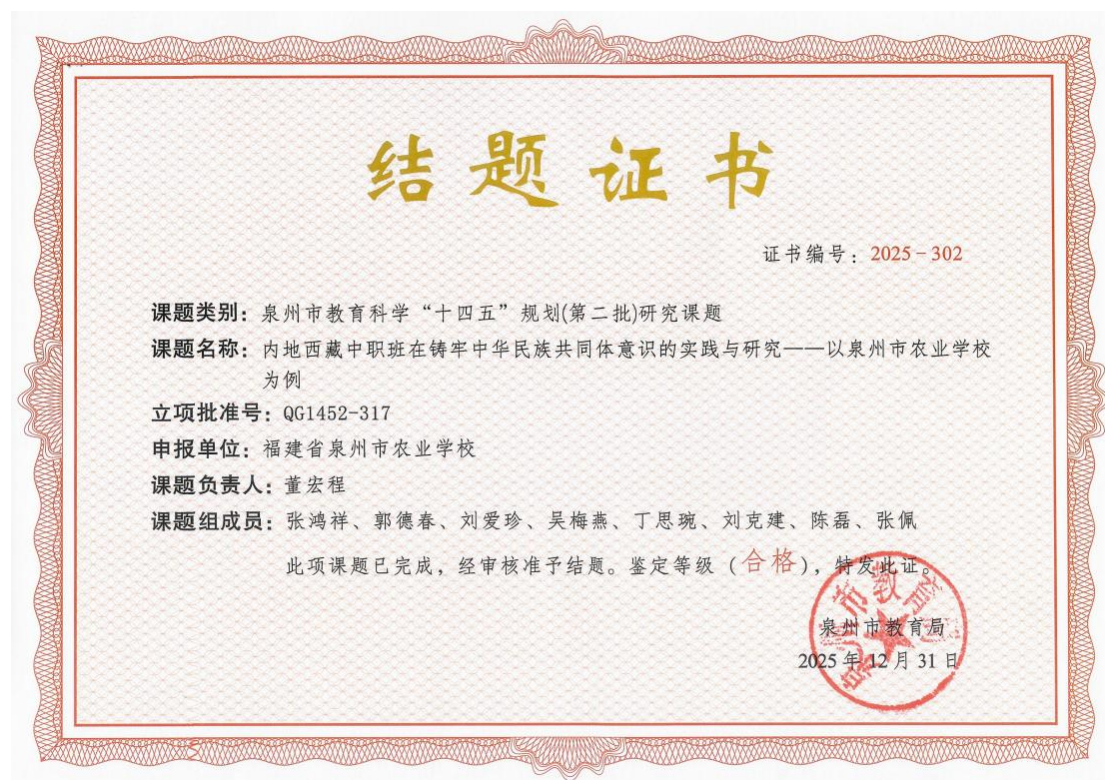 结题证书
证书编号：2025-302
课题类别：泉州市教育科学“十四五”规划(第二批)研究课题
课题名称：内地西藏中职班在铸牢中华民族共同体意识的实践与研究——以泉州市农业学校
为例
立项批准号：QG1452-317
申报单位：福建省泉州市农业学校
课题负责人：董宏程
课题组成员：张鸿祥、郭德春、刘爱珍、吴梅燕、丁思琬、刘克建、陈磊、张佩
此项课题已完成，经审核准予结题。鉴定等级（合格），特发此证。
泉州市教育局
2025年12月31日